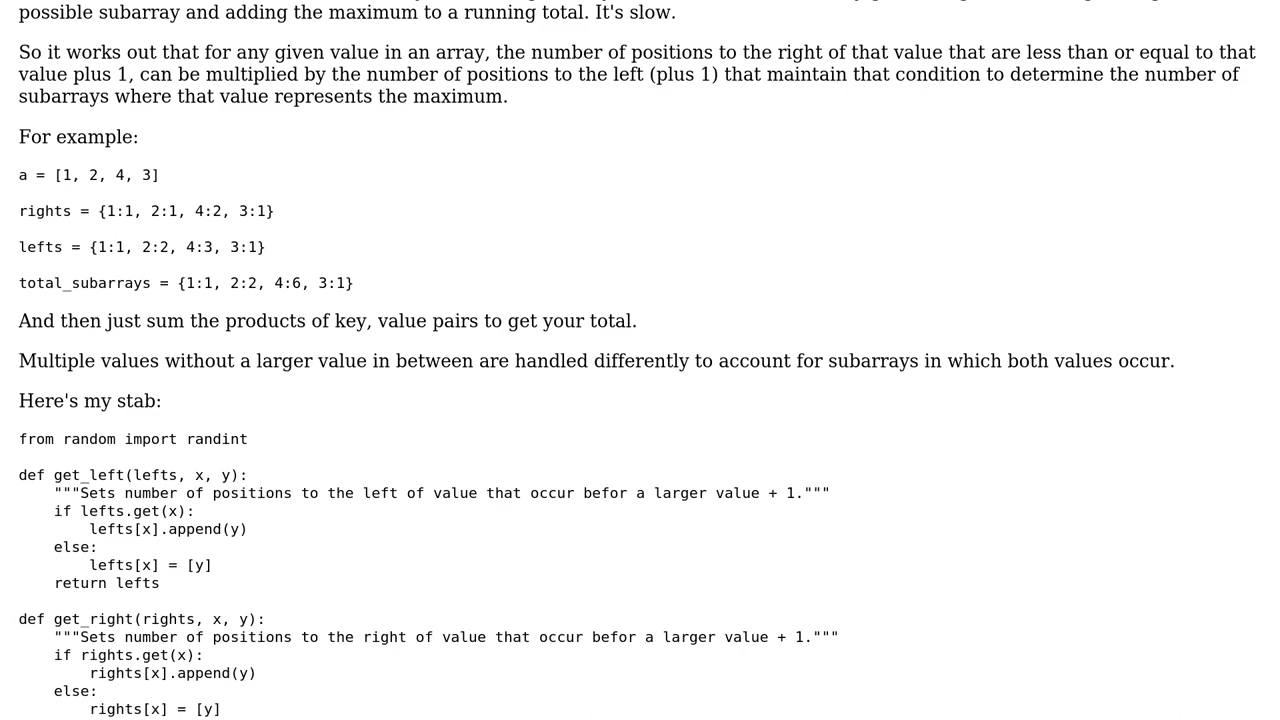 possible subarray and adding the maximum to a running total. It's slow.
So it works out that for any given value in an array, the number of positions to the right of that value that are less than or equal to that
value plus 1, can be multiplied by the number of positions to the left (plus 1) that maintain that condition to determine the number of
subarrays where that value represents the maximum.
For example:
a = [1, 2, 4, 3]
rights = {1:1, 2:1, 4:2, 3:1}
lefts = {1:1, 2:2, 4:3, 3:1}
total_subarrays = {1:1, 2:2, 4:6, 3:1}
And then just sum the products of key, value pairs to get your total.
Multiple values without a larger value in between are handled differently to account for subarrays in which both values occur.
Here's my stab:
from random import randint
def get_left(lefts, x, y):
    """Sets number of positions to the left of value that occur befor a larger value + 1."""
    if lefts.get(x):
        lefts[x].append(y)
    else:
        lefts[x] = [y]
    return lefts
def get_right(rights, x, y):
    """Sets number of positions to the right of value that occur befor a larger value + 1."""
    if rights.get(x):
        rights[x].append(y)
    else:
        rights[x] = [y]